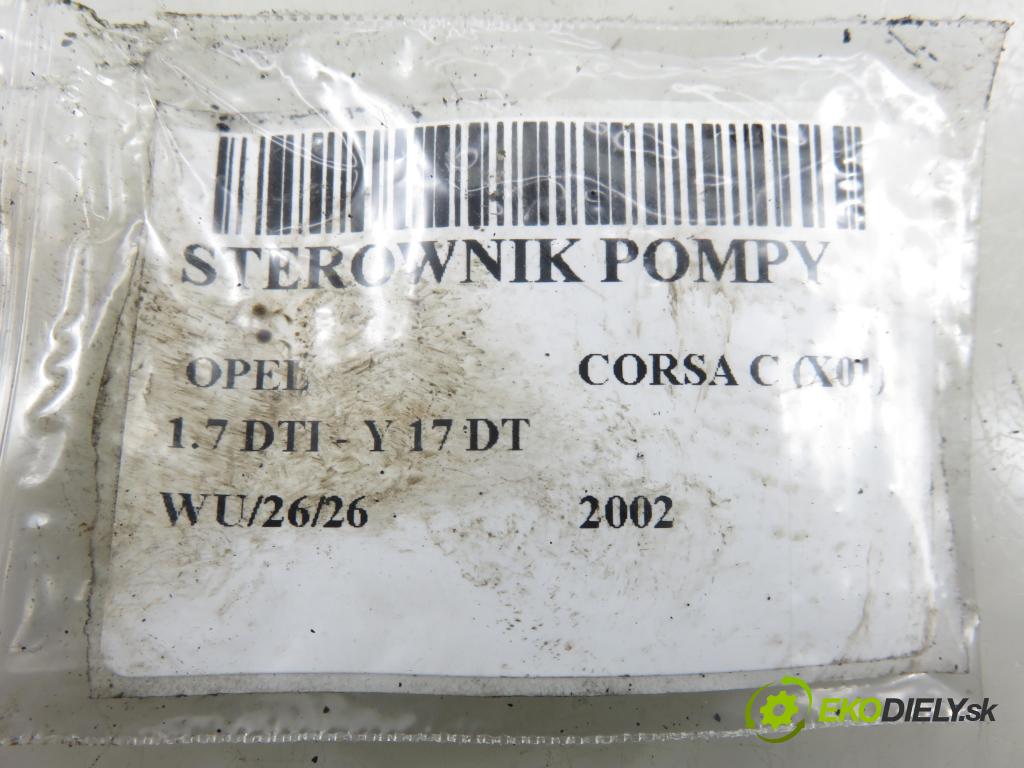 STEROWNIK POMPY
OPEL CORSA C (X01)
1.7 DTI - Y 17 DT
WU/26/26 2002
EKODIELY.sk